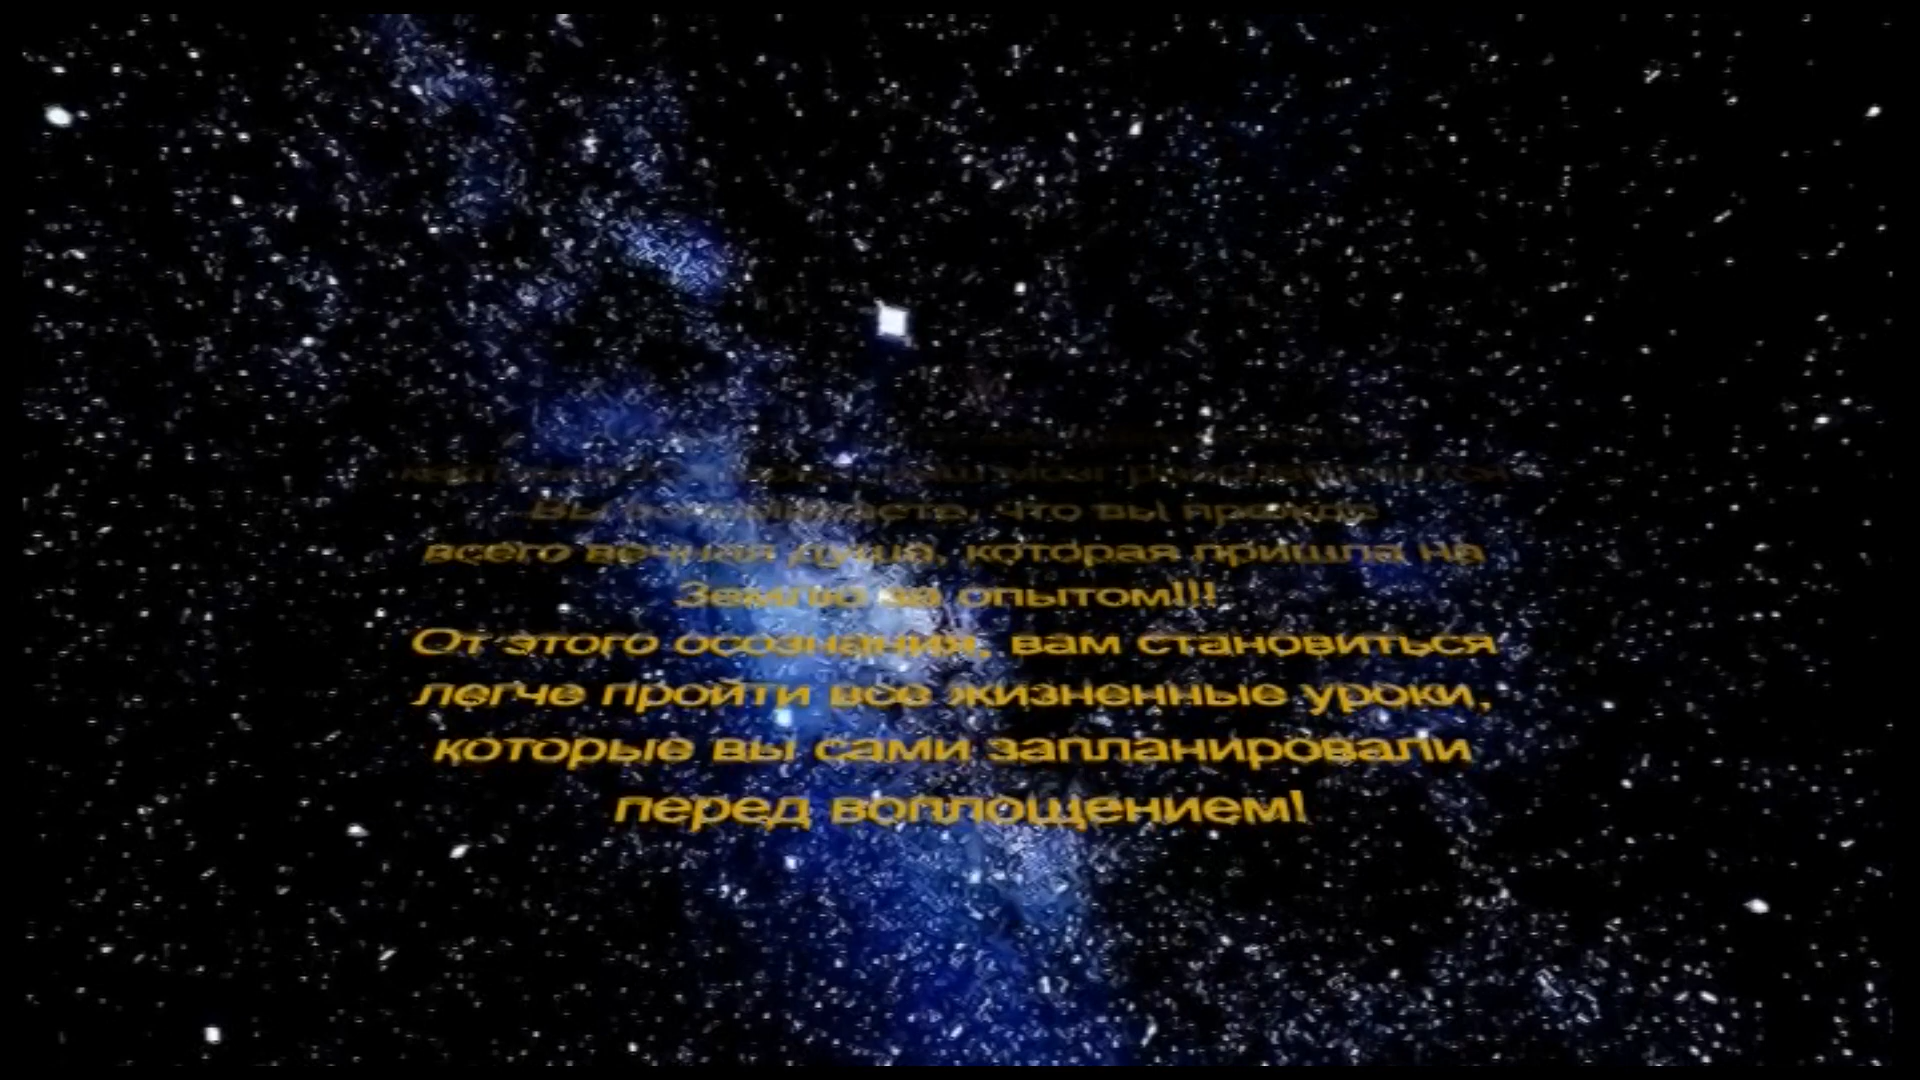 Вы вспоминаете, что вы прежде
всего вечная душа, которая пришла на
Землю за опытом!!!
От этого осознания, вам становиться
легче пройти все жизненные уроки,
которые вы сами запланировали
перед воплощением!